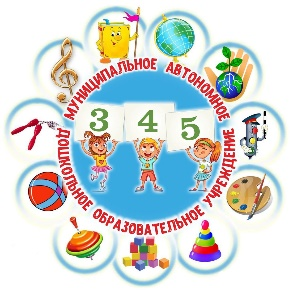 МУНИЦИПАЛЬНОЕ АВТОНОМНОЕ
ДОШКОЛЬНОЕ ОБРАЗОВАТЕЛЬНОЕ УЧРЕЖДЕНИЕ
3 4 5